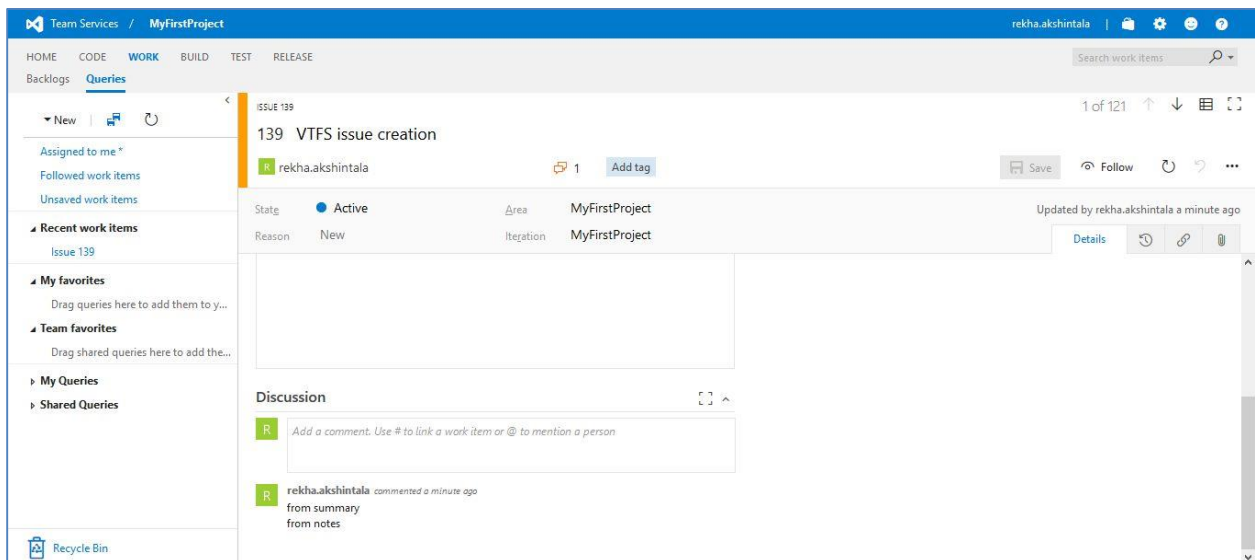 Team Services / MyFirstProject
rekha.akshintala |
HOME CODE WORK BUILD TEST RELEASE
Search work items
Backlogs Queries
New
Assigned to me *
Followed work items
Unsaved work items
Recent work items
Issue 139
My favorites
Drag queries here to add them to y...
Team favorites
Drag shared queries here to add the...
My Queries
Shared Queries
Recycle Bin
ISSUE 139
1 of 121
139 VTFS issue creation
R rekha.akshintala
1 Add tag
Save Follow ...
State Active Area MyFirstProject
Updated by rekha.akshintala a minute ago
Reason New Iteration MyFirstProject
Details
Discussion
R Add a comment. Use # to link a work item or @ to mention a person
R rekha.akshintala commented a minute ago
from summary
from notes